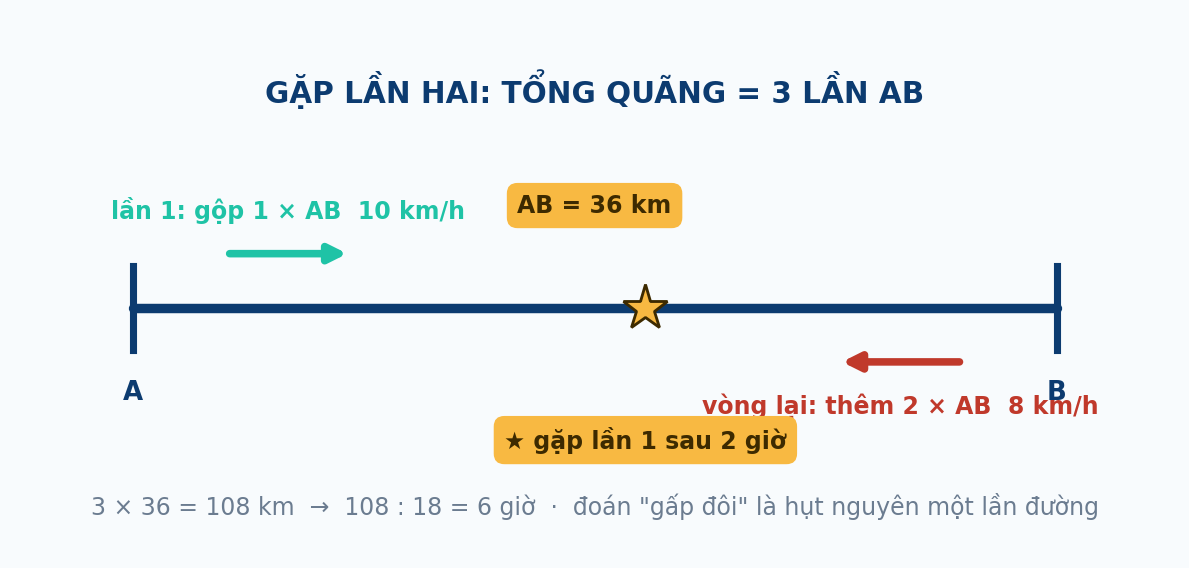 GẶP LẦN HAI: TỔNG QUÃNG = 3 LẦN AB
lần 1: gộp 1 × AB  10 km/h
AB = 36 km
A
B
vòng lại: thêm 2 × AB  8 km/h
★ gặp lần 1 sau 2 giờ
3 × 36 = 108 km  →  108 : 18 = 6 giờ  ·  đoán "gấp đôi" là hụt nguyên một lần đường